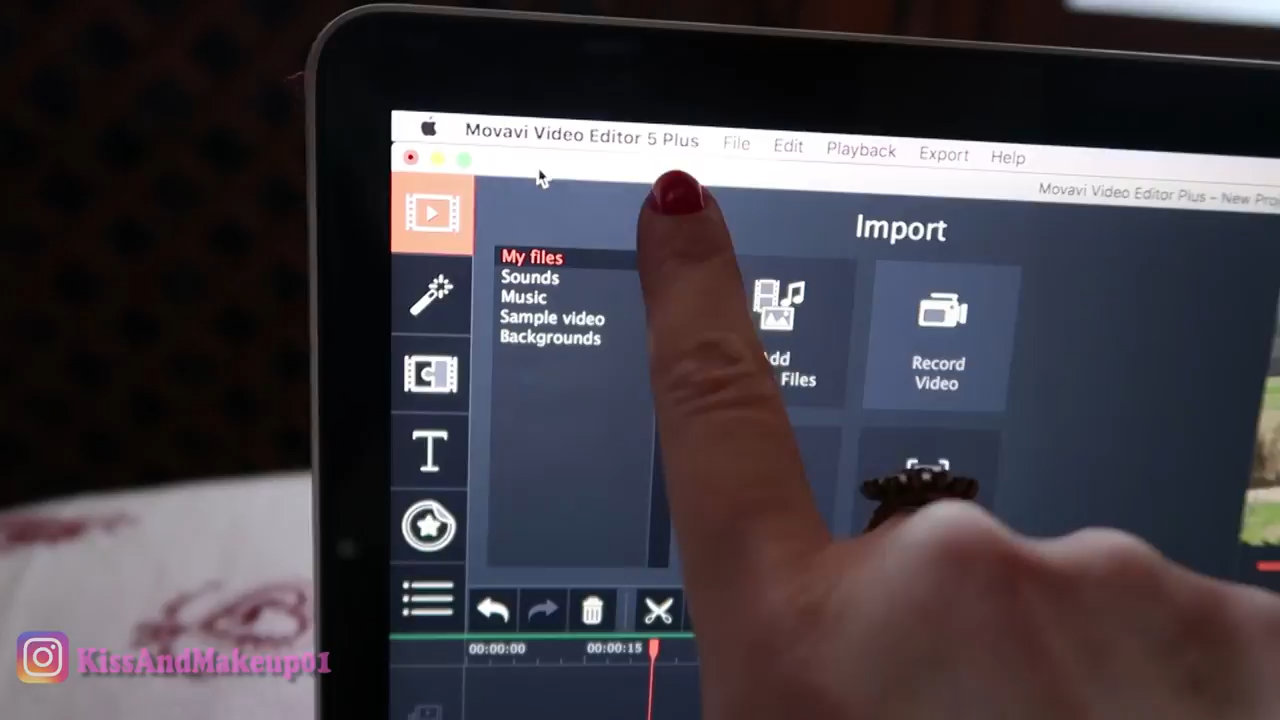 Movavi Video Editor 5 Plus File Edit Playback Export Help
Movavi Video Editor Plus – New
Import
My files
Sounds
Music
Sample video
Backgrounds
Files
Record
Video
T
00:00:00 00:00:15
KissAndMakeup01